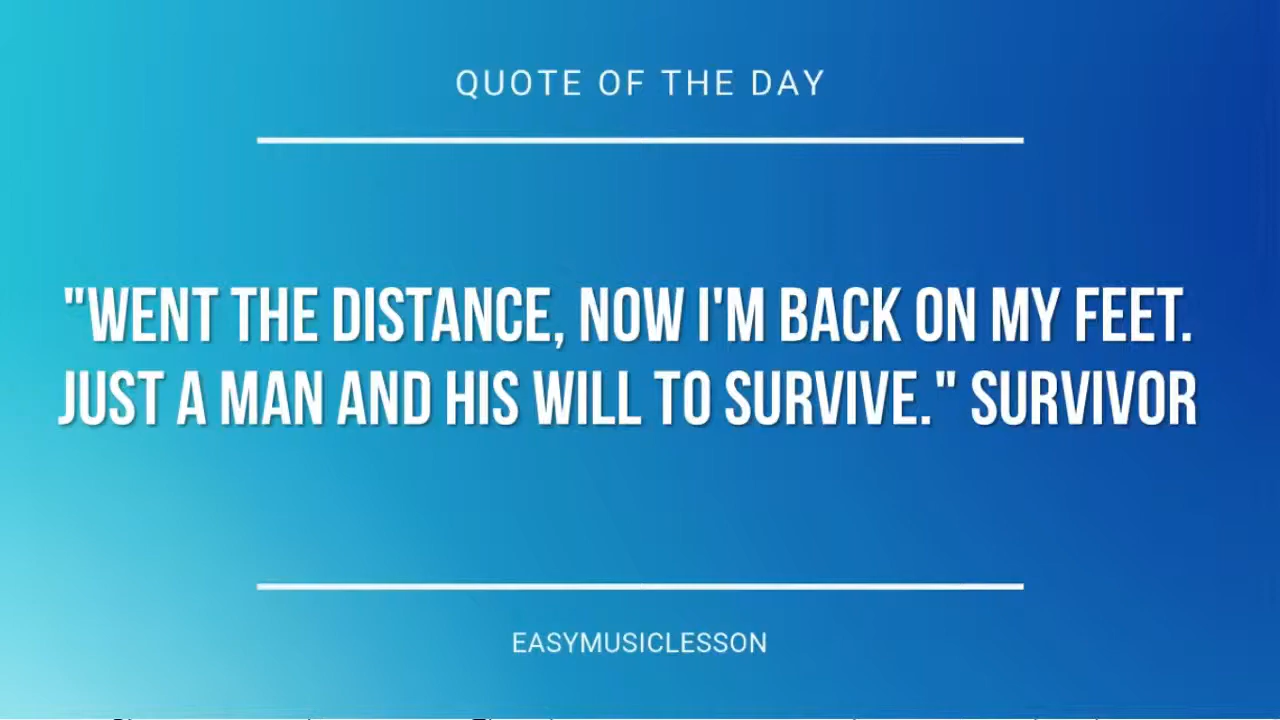 QUOTE OF THE DAY
"WENT THE DISTANCE, NOW I'M BACK ON MY FEET.
JUST A MAN AND HIS WILL TO SURVIVE." SURVIVOR
EASYMUSICLESSON